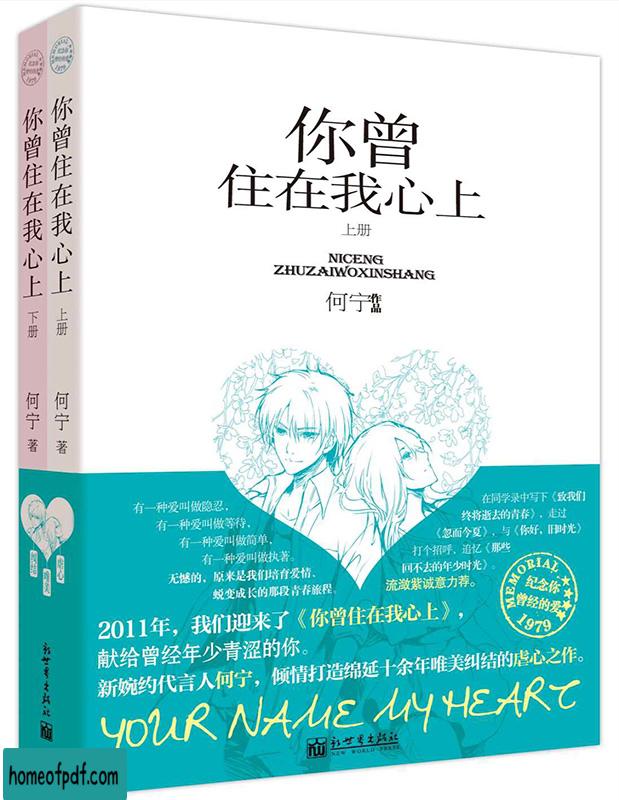 你曾
住在我心上
上册
NICENG
ZHUZAIWOXINSHANG
何宁作品
有一种爱叫做隐忍，
有一种爱叫做等待，
有一种爱叫做简单，
有一种爱叫做执著。
无憾的，原来是我们培育爱情、
蜕变成长的那段青春旅程。
在同学录中写下《致我们
终将逝去的青春》，走过
《忽而今夏》，与《你好，旧时光》
打个招呼，追忆《那些
回不去的年少时光》。
流潋紫诚意力荐。
MEMORIAL
纪念你
曾经的爱
1979
2011年，我们迎来了《你曾住在我心上》，
献给曾经年少青涩的你。
新婉约代言人何宁，倾情打造绵延十余年唯美纠结的虐心之作。
YOUR NAME MY HEART
新世界出版社
NEW WORLD PRESS
你曾住在我心上
下册
何宁 著
新世界出版社
MEMORIAL
1979
你曾住在我心上
上册
何宁 著
homeofpdf.com